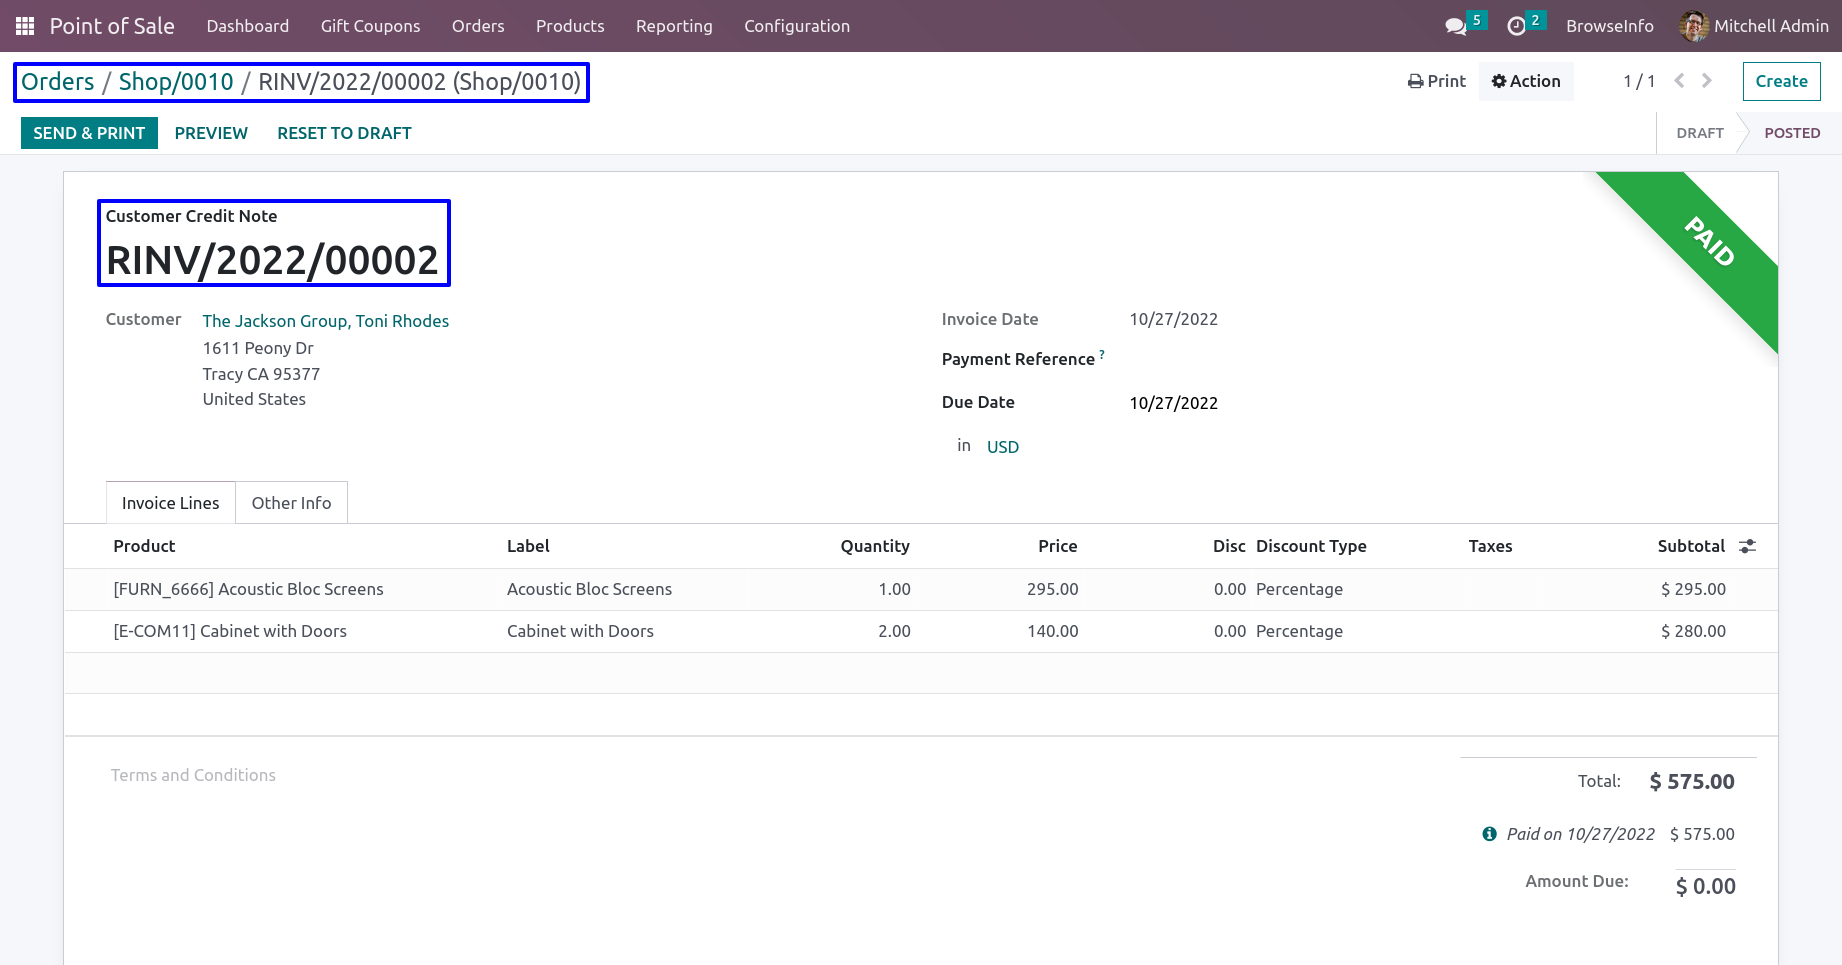 Point of Sale Dashboard Gift Coupons Orders Products Reporting Configuration 5 2 BrowseInfo Mitchell Admin
Orders / Shop/0010 / RINV/2022/00002 (Shop/0010) Print Action 1 / 1 Create
SEND & PRINT PREVIEW RESET TO DRAFT DRAFT POSTED
PAID
Customer Credit Note
RINV/2022/00002
Customer The Jackson Group, Toni Rhodes
1611 Peony Dr
Tracy CA 95377
United States
Invoice Date 10/27/2022
Payment Reference ?
Due Date 10/27/2022
in USD
Invoice Lines Other Info
Product Label Quantity Price Disc Discount Type Taxes Subtotal
[FURN_6666] Acoustic Bloc Screens Acoustic Bloc Screens 1.00 295.00 0.00 Percentage $ 295.00
[E-COM11] Cabinet with Doors Cabinet with Doors 2.00 140.00 0.00 Percentage $ 280.00
Terms and Conditions
Total: $ 575.00
Paid on 10/27/2022 $ 575.00
Amount Due: $ 0.00